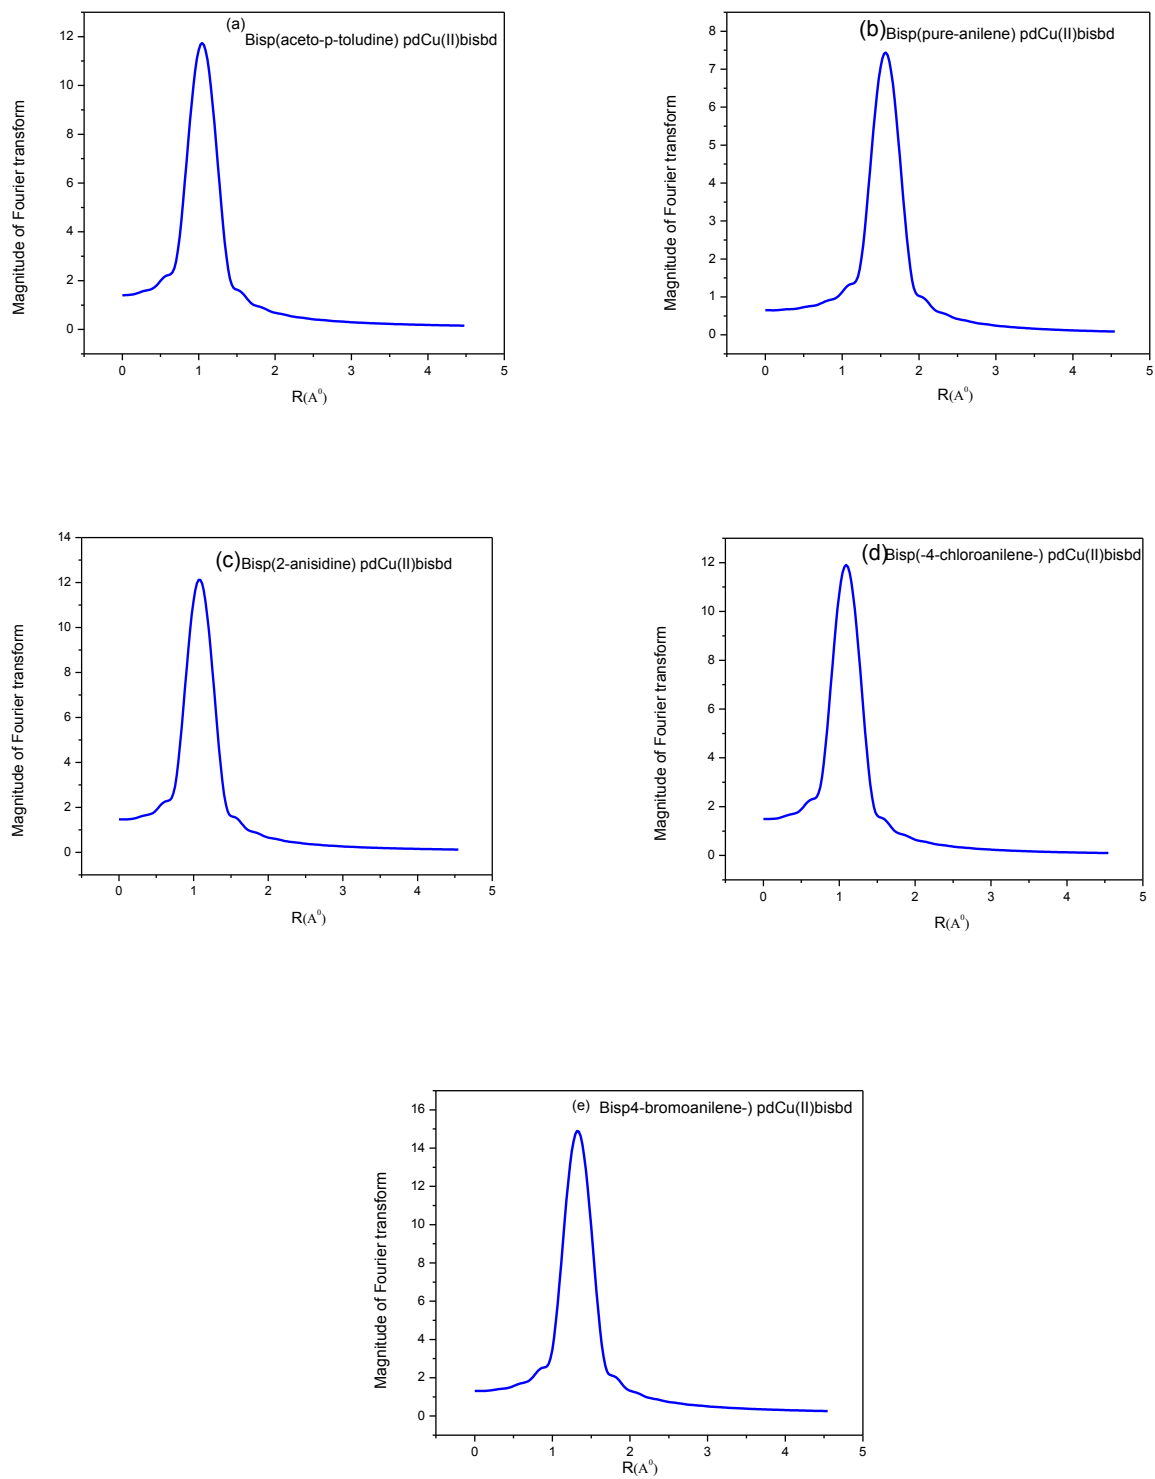 (a)
Bisp(aceto-p-toludine) pdCu(II)bisbd
Magnitude of Fourier transform
12
10
8
6
4
2
0
0 1 2 3 4 5
R(A⁰)
(b) Bisp(pure-anilene) pdCu(II)bisbd
Magnitude of Fourier transform
8
7
6
5
4
3
2
1
0
0 1 2 3 4 5
R(A⁰)
(c) Bisp(2-anisidine) pdCu(II)bisbd
Magnitude of Fourier transform
14
12
10
8
6
4
2
0
0 1 2 3 4 5
R(A⁰)
(d) Bisp(-4-chloroanilene-) pdCu(II)bisbd
Magnitude of Fourier transform
12
10
8
6
4
2
0
0 1 2 3 4 5
R(A⁰)
(e) Bisp4-bromoanilene-) pdCu(II)bisbd
Magnitude of Fourier transform
16
14
12
10
8
6
4
2
0
0 1 2 3 4 5
R(A⁰)